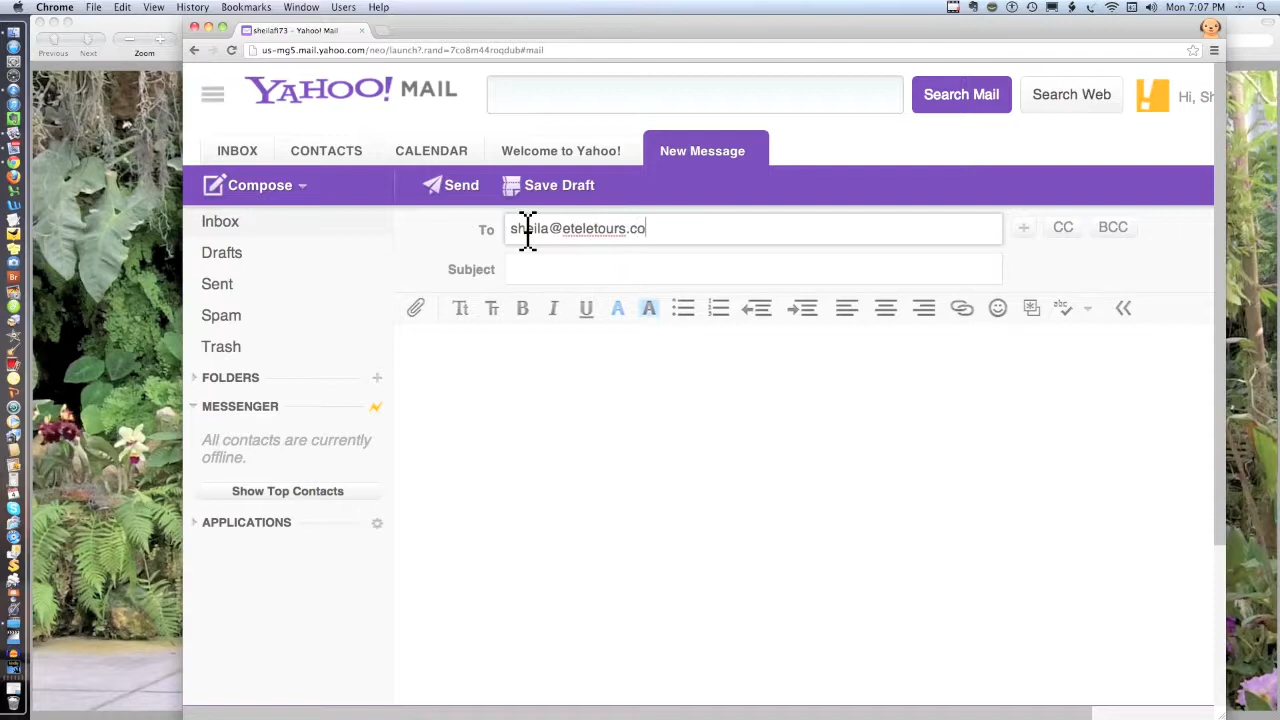 Chrome File Edit View History Bookmarks Window Users Help Mon 7:07 PM
Previous Next Zoom
sheilafl73 - Yahoo! Mail
us-mg5.mail.yahoo.com/neo/launch?.rand=7co8m44roqdub#mail
YAHOO! MAIL Search Mail Search Web Hi, Sh
INBOX CONTACTS CALENDAR Welcome to Yahoo! New Message
Compose Send Save Draft
Inbox
To sheila@eteletours.co + CC BCC
Drafts
Subject
Sent
Spam
Trash
FOLDERS
MESSENGER
All contacts are currently
offline.
Show Top Contacts
APPLICATIONS